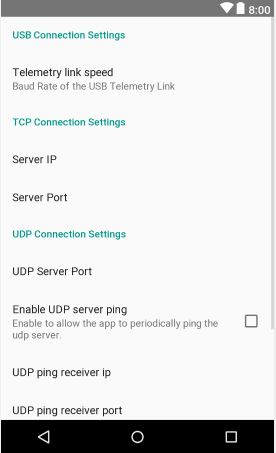 8:00
USB Connection Settings
Telemetry link speed
Baud Rate of the USB Telemetry Link
TCP Connection Settings
Server IP
Server Port
UDP Connection Settings
UDP Server Port
Enable UDP server ping
Enable to allow the app to periodically ping the
udp server.
UDP ping receiver ip
UDP ping receiver port